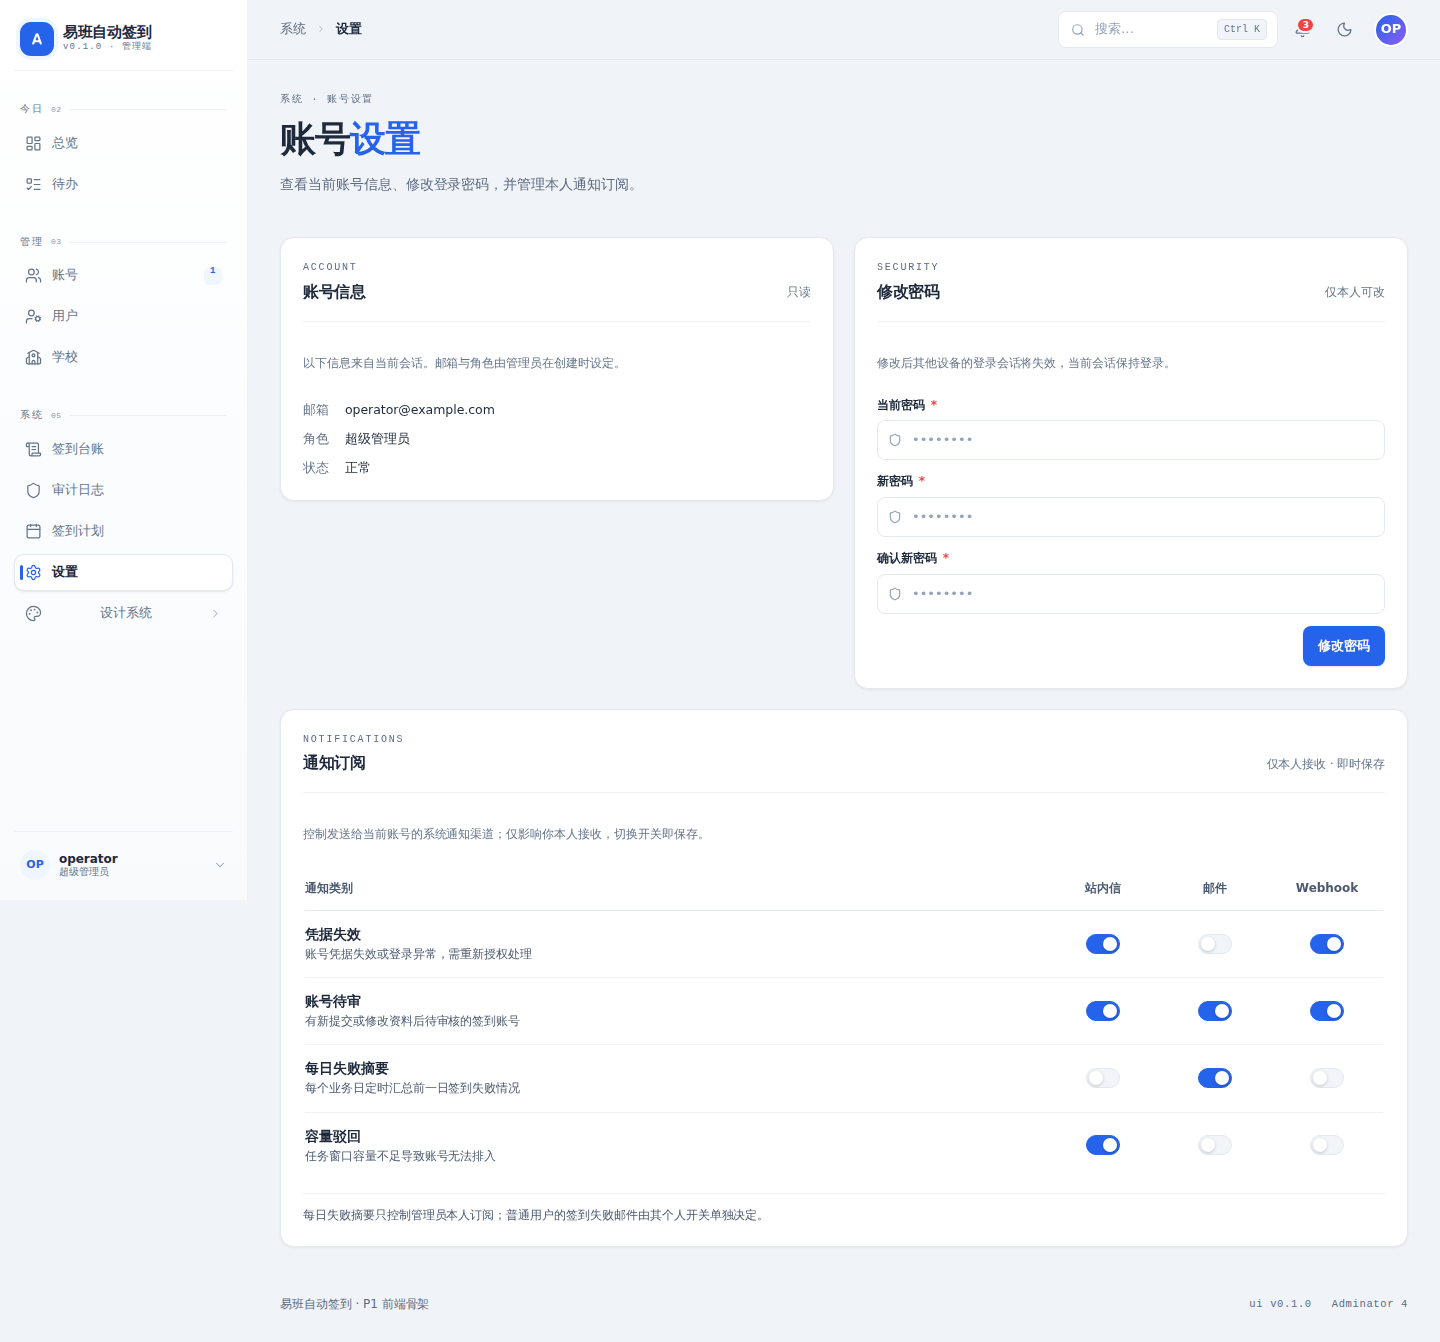 A
易班自动签到
v0.1.0 · 管理端
今日 02
总览
待办
管理 03
账号 1
用户
学校
系统 05
签到台账
审计日志
签到计划
设置
设计系统
OP
operator
超级管理员
系统 设置
搜索… Ctrl K
3
OP
系统 · 账号设置
账号设置
查看当前账号信息、修改登录密码，并管理本人通知订阅。
ACCOUNT
账号信息 只读
以下信息来自当前会话。邮箱与角色由管理员在创建时设定。
邮箱 operator@example.com
角色 超级管理员
状态 正常
SECURITY
修改密码 仅本人可改
修改后其他设备的登录会话将失效，当前会话保持登录。
当前密码 *
••••••••
新密码 *
••••••••
确认新密码 *
••••••••
修改密码
NOTIFICATIONS
通知订阅 仅本人接收 · 即时保存
控制发送给当前账号的系统通知渠道；仅影响你本人接收，切换开关即保存。
通知类别 站内信 邮件 Webhook
凭据失效
账号凭据失效或登录异常，需重新授权处理
账号待审
有新提交或修改资料后待审核的签到账号
每日失败摘要
每个业务日定时汇总前一日签到失败情况
容量驳回
任务窗口容量不足导致账号无法排入
每日失败摘要只控制管理员本人订阅；普通用户的签到失败邮件由其个人开关单独决定。
易班自动签到 · P1 前端骨架 ui v0.1.0 Adminator 4